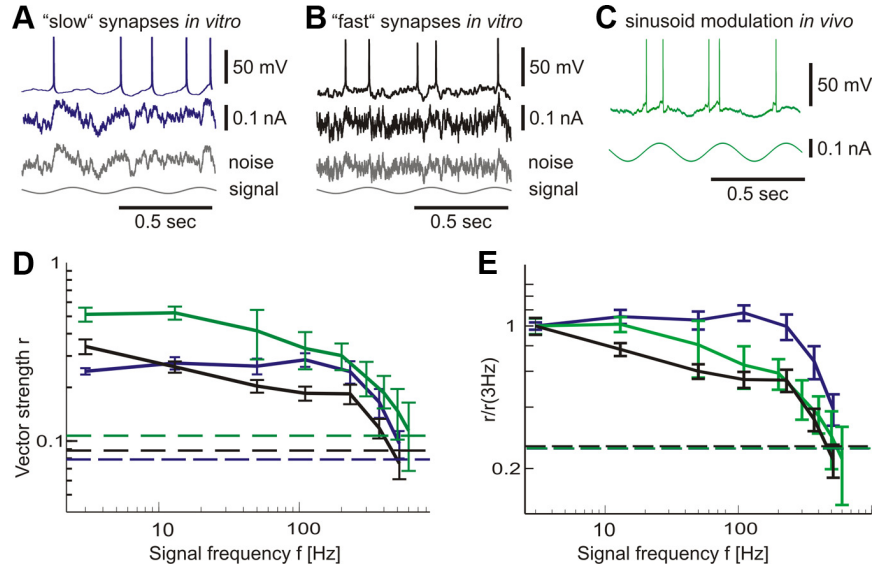 A "slow" synapses in vitro
50 mV
0.1 nA
noise
signal
0.5 sec
B "fast" synapses in vitro
50 mV
0.1 nA
noise
signal
0.5 sec
C sinusoid modulation in vivo
50 mV
0.1 nA
0.5 sec
D
Vector strength r
1
0.1
10
100
Signal frequency f [Hz]
E
r/r(3Hz)
1
0.2
10
100
Signal frequency f [Hz]